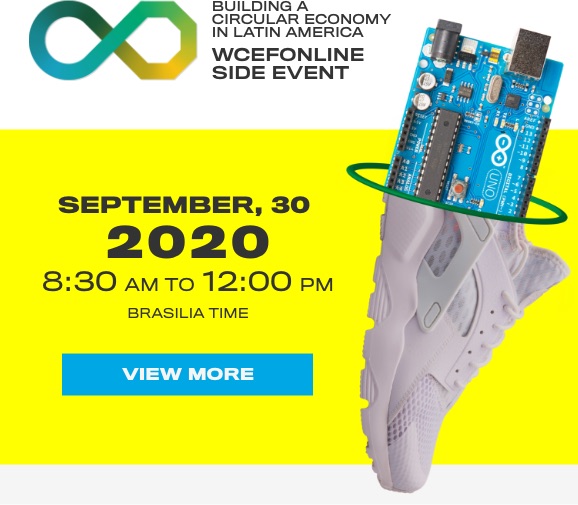 BUILDING A
CIRCULAR ECONOMY
IN LATIN AMERICA
WCEFONLINE
SIDE EVENT
SEPTEMBER, 30
2020
8:30 AM TO 12:00 PM
BRASILIA TIME
VIEW MORE
UNO